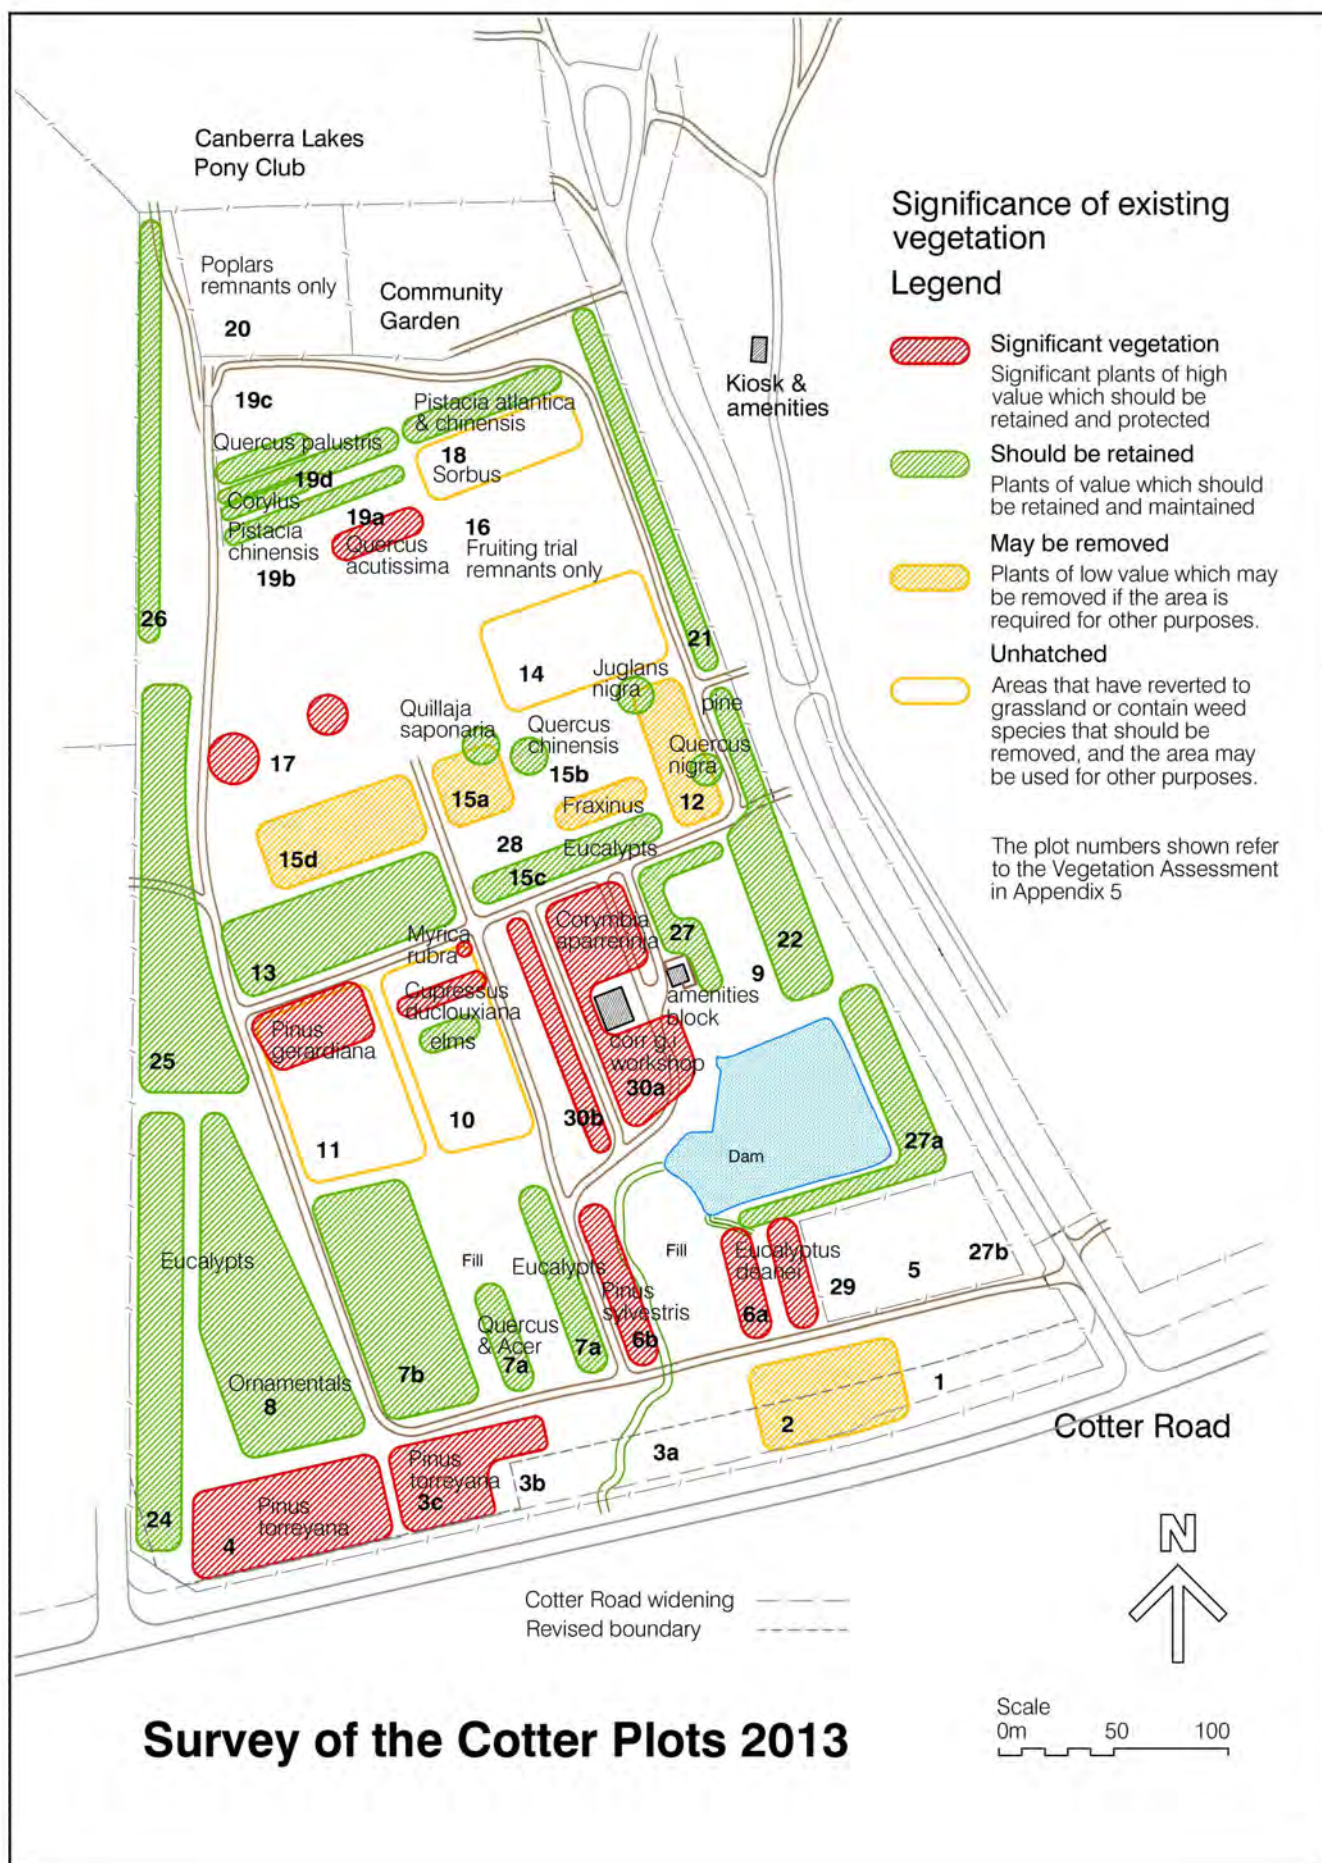 Canberra Lakes
Pony Club
Significance of existing
vegetation
Legend
Significant vegetation
Significant plants of high
value which should be
retained and protected
Should be retained
Plants of value which should
be retained and maintained
May be removed
Plants of low value which may
be removed if the area is
required for other purposes.
Unhatched
Areas that have reverted to
grassland or contain weed
species that should be
removed, and the area may
be used for other purposes.
The plot numbers shown refer
to the Vegetation Assessment
in Appendix 5
Poplars
remnants only
20
Community
Garden
Kiosk &
amenities
19c
Pistacia atlantica
& chinensis
Quercus palustris
18
Sorbus
19d
Corylus
19a
Pistacia
chinensis
19b
Quercus
acutissima
16
Fruiting trial
remnants only
26
21
14
Juglans
nigra
pine
Quillaja
saponaria
Quercus
chinensis
15b
Quercus
nigra
17
15a
Fraxinus
12
15d
28
Eucalypts
15c
Corymbia
aparrerinja
Myrica
rubra
27
22
13
9
Cupressus
duclouxiana
amenities
block
Pinus
gerardiana
elms
corr g.i
workshop
30a
25
11
10
30b
27a
Dam
Eucalypts
Fill
Eucalypts
Fill
Eucalyptus
deanei
27b
5
29
Pinus
sylvestris
6b
6a
Quercus
& Acer
7a
7a
7b
Ornamentals
8
1
2
Cotter Road
3a
Pinus
torreyana
3c
3b
24
Pinus
torreyana
4
N
Cotter Road widening
Revised boundary
Scale
0m 50 100
Survey of the Cotter Plots 2013